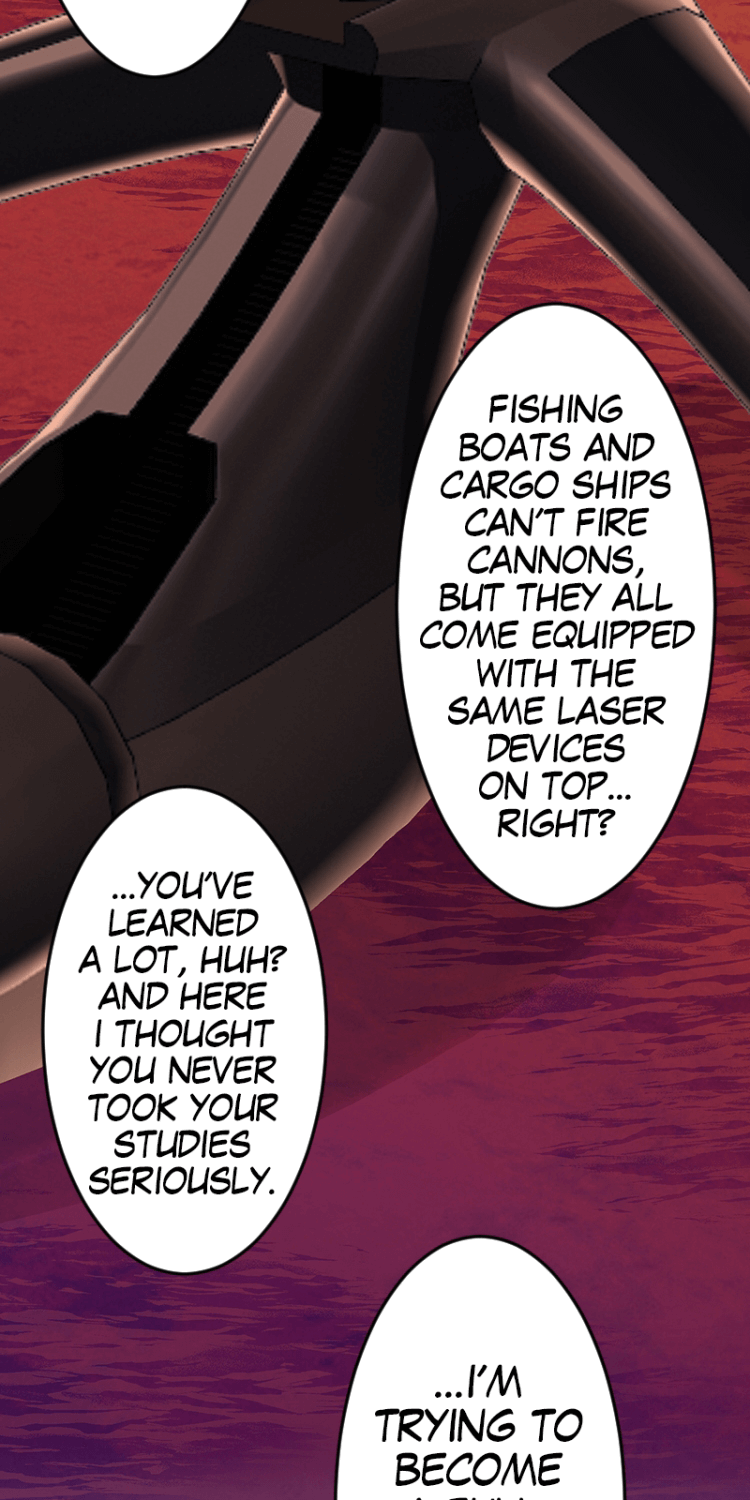 FISHING
BOATS AND
CARGO SHIPS
CAN'T FIRE
CANNONS,
BUT THEY ALL
COME EQUIPPED
WITH THE
SAME LASER
DEVICES
ON TOP...
RIGHT?
...YOU'VE
LEARNED
A LOT, HUH?
AND HERE
I THOUGHT
YOU NEVER
TOOK YOUR
STUDIES
SERIOUSLY.
...I'M
TRYING TO
BECOME